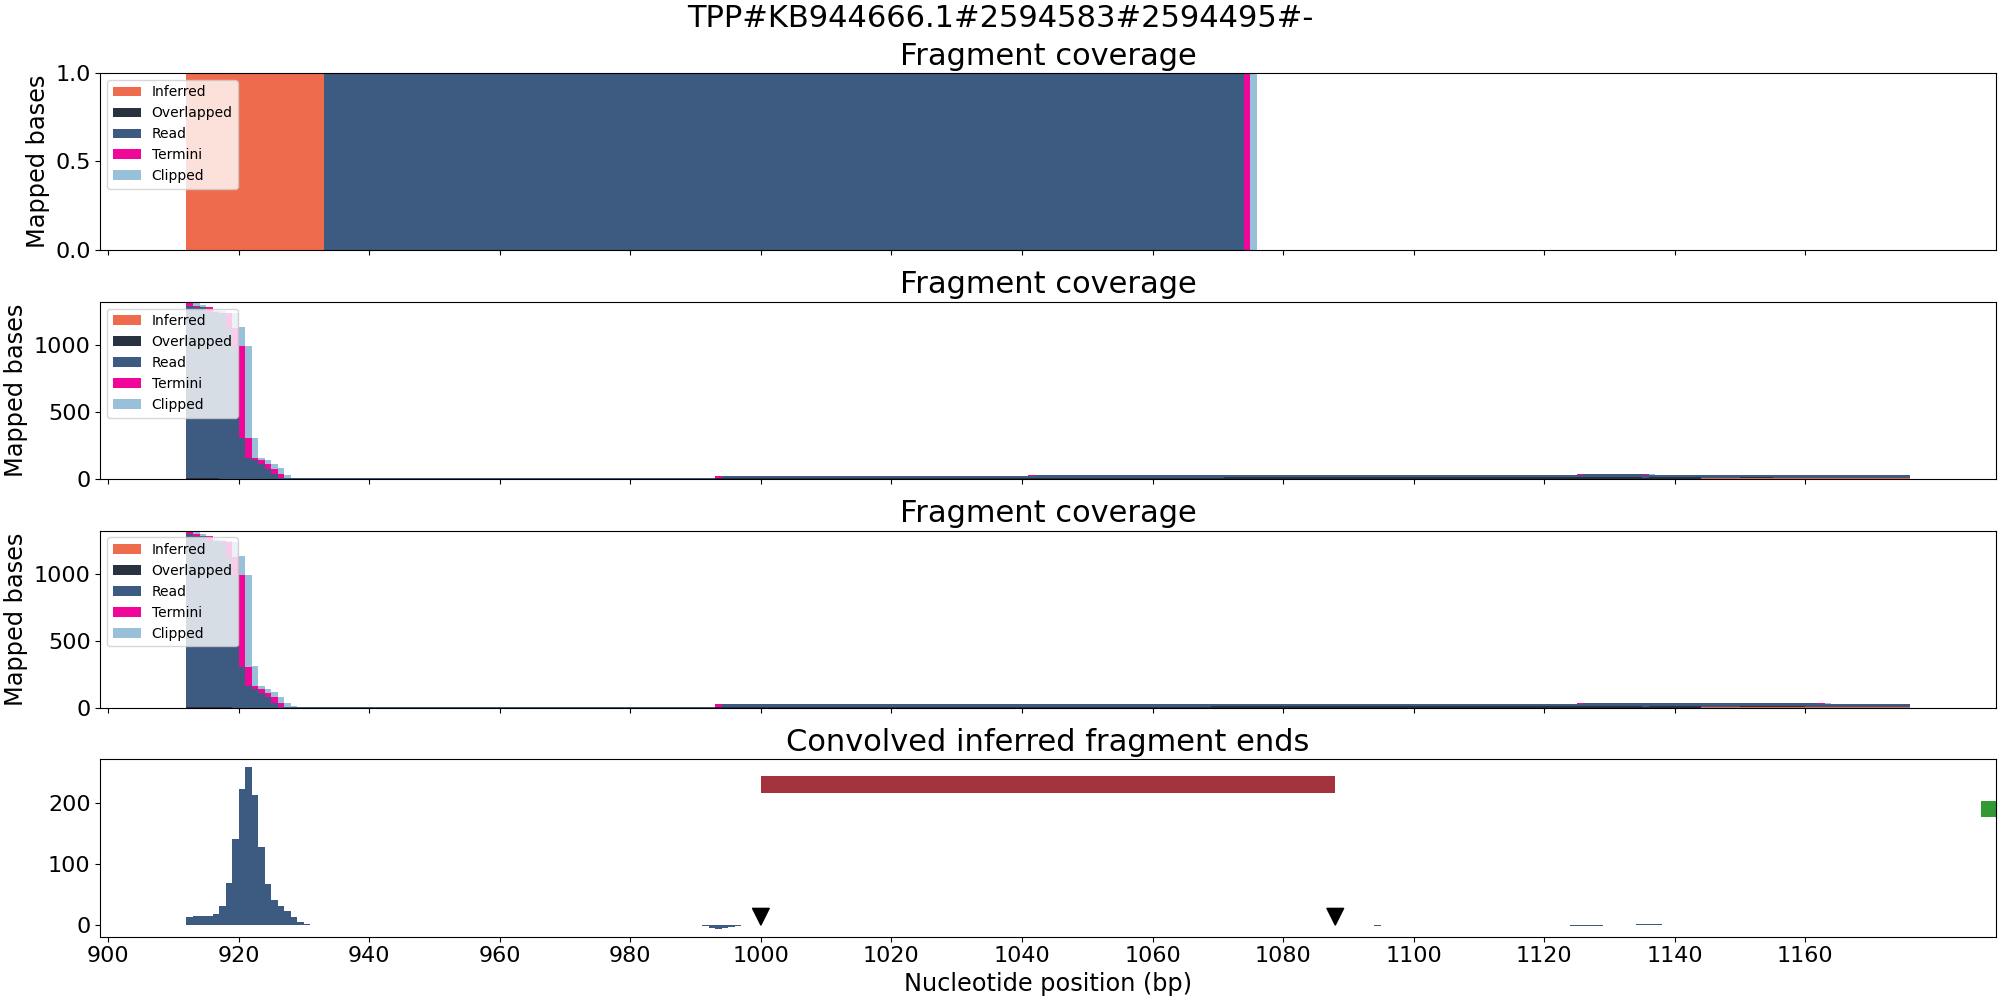 TPP#KB944666.1#2594583#2594495#-
Fragment coverage
Mapped bases
1.0
0.5
0.0
Inferred
Overlapped
Read
Termini
Clipped
Fragment coverage
Mapped bases
1000
500
0
Inferred
Overlapped
Read
Termini
Clipped
Fragment coverage
Mapped bases
1000
500
0
Inferred
Overlapped
Read
Termini
Clipped
Convolved inferred fragment ends
200
100
0
900 920 940 960 980 1000 1020 1040 1060 1080 1100 1120 1140 1160
Nucleotide position (bp)